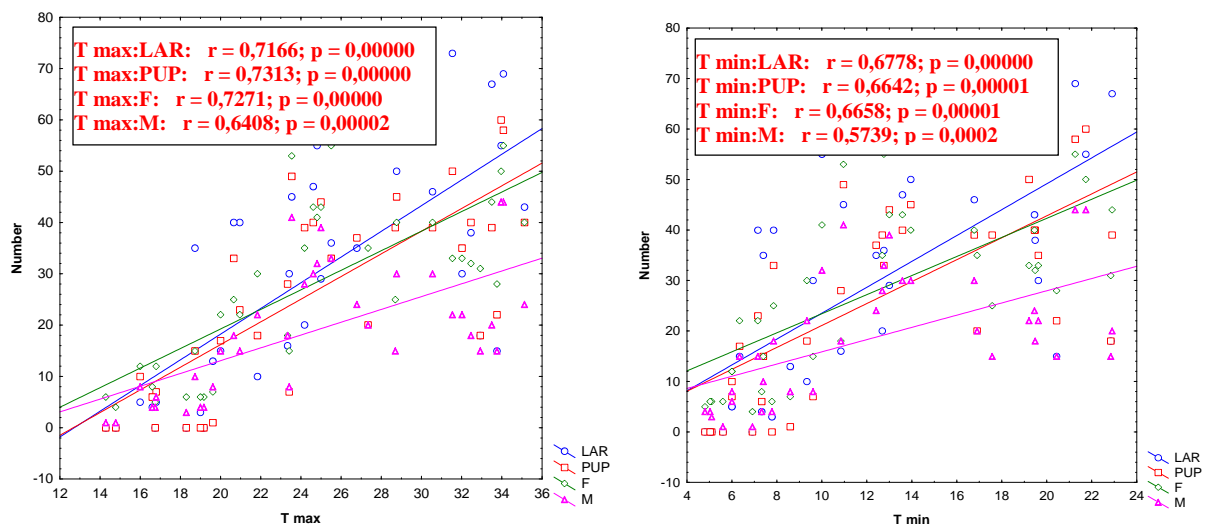 T max:LAR: r = 0,7166; p = 0,00000
T max:PUP: r = 0,7313; p = 0,00000
T max:F: r = 0,7271; p = 0,00000
T max:M: r = 0,6408; p = 0,00002
Number
80
70
60
50
40
30
20
10
0
-10
12 14 16 18 20 22 24 26 28 30 32 34 36
T max
LAR
PUP
F
M
T min:LAR: r = 0,6778; p = 0,00000
T min:PUP: r = 0,6642; p = 0,00001
T min:F: r = 0,6658; p = 0,00001
T min:M: r = 0,5739; p = 0,0002
Number
80
70
60
50
40
30
20
10
0
-10
4 6 8 10 12 14 16 18 20 22 24
T min
LAR
PUP
F
M